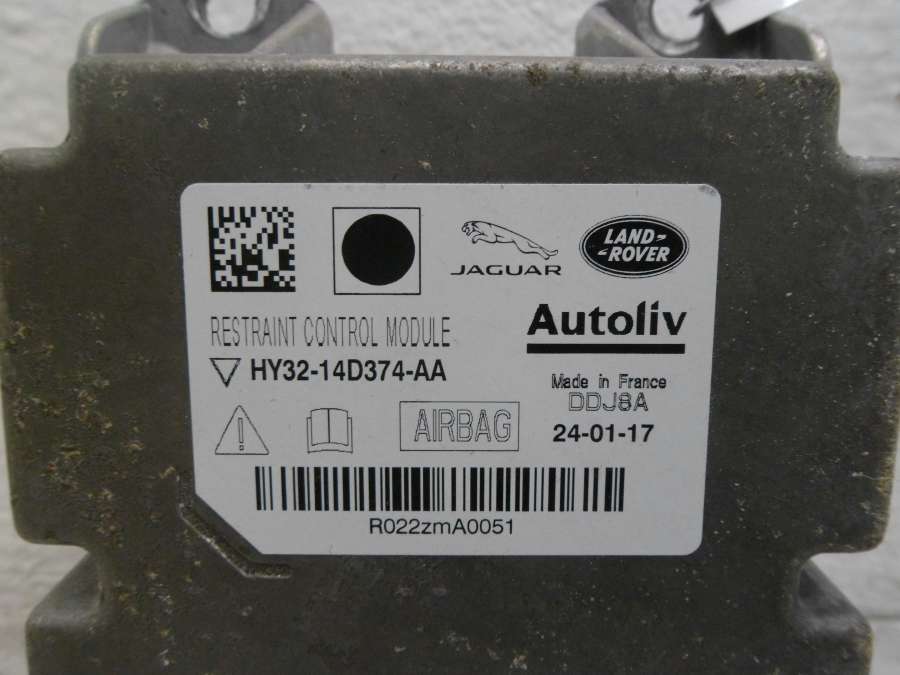 JAGUAR
LAND-
-ROVER
RESTRAINT CONTROL MODULE
Autoliv
HY32-14D374-AA
Made in France
DDJ8A
AIRBAG
24-01-17
R022zmA0051